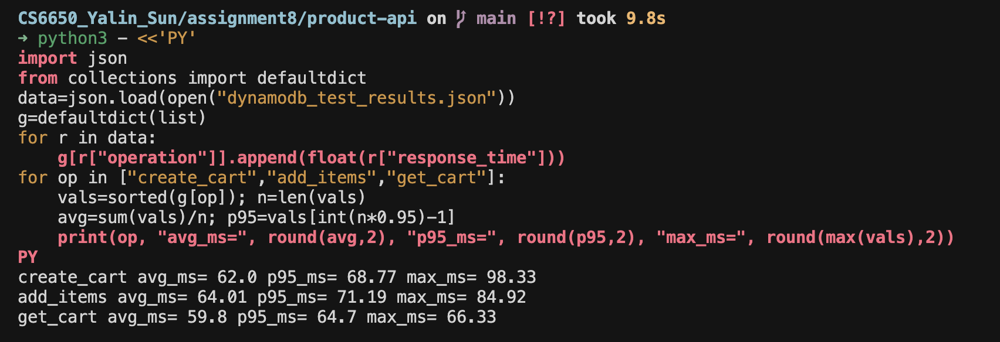 CS6650_Yalin_Sun/assignment8/product-api on main [!?] took 9.8s
➜ python3 - <<'PY'
import json
from collections import defaultdict
data=json.load(open("dynamodb_test_results.json"))
g=defaultdict(list)
for r in data:
    g[r["operation"]].append(float(r["response_time"]))
for op in ["create_cart","add_items","get_cart"]:
    vals=sorted(g[op]); n=len(vals)
    avg=sum(vals)/n; p95=vals[int(n*0.95)-1]
    print(op, "avg_ms=", round(avg,2), "p95_ms=", round(p95,2), "max_ms=", round(max(vals),2))
PY
create_cart avg_ms= 62.0 p95_ms= 68.77 max_ms= 98.33
add_items avg_ms= 64.01 p95_ms= 71.19 max_ms= 84.92
get_cart avg_ms= 59.8 p95_ms= 64.7 max_ms= 66.33